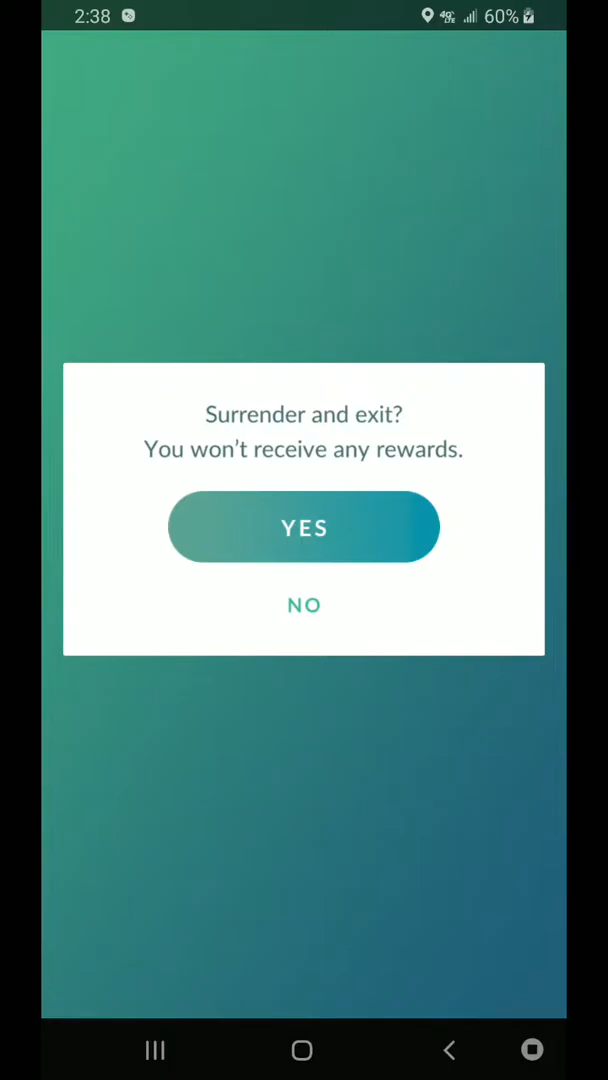 2:38 60%
Surrender and exit?
You won't receive any rewards.
YES
NO